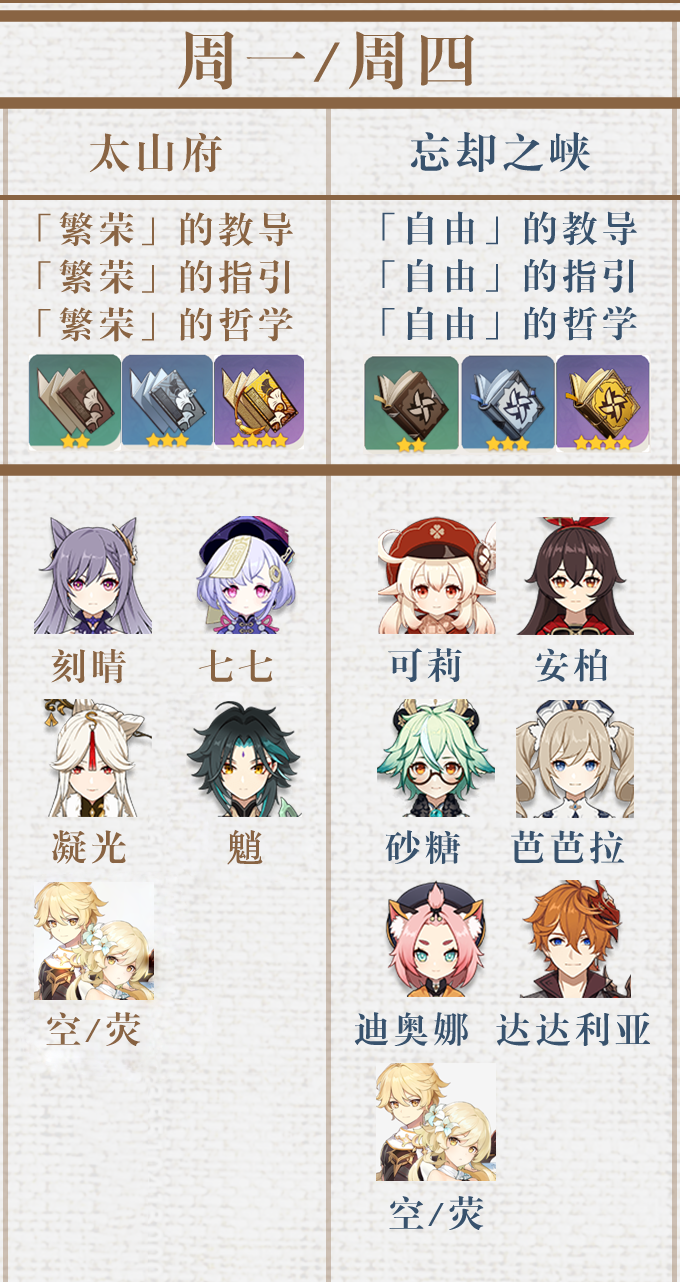 周一/周四
太山府
忘却之峡
「繁荣」的教导
「繁荣」的指引
「繁荣」的哲学
「自由」的教导
「自由」的指引
「自由」的哲学
刻晴
七七
可莉
安柏
凝光
魈
砂糖
芭芭拉
空/荧
迪奥娜
达达利亚
空/荧